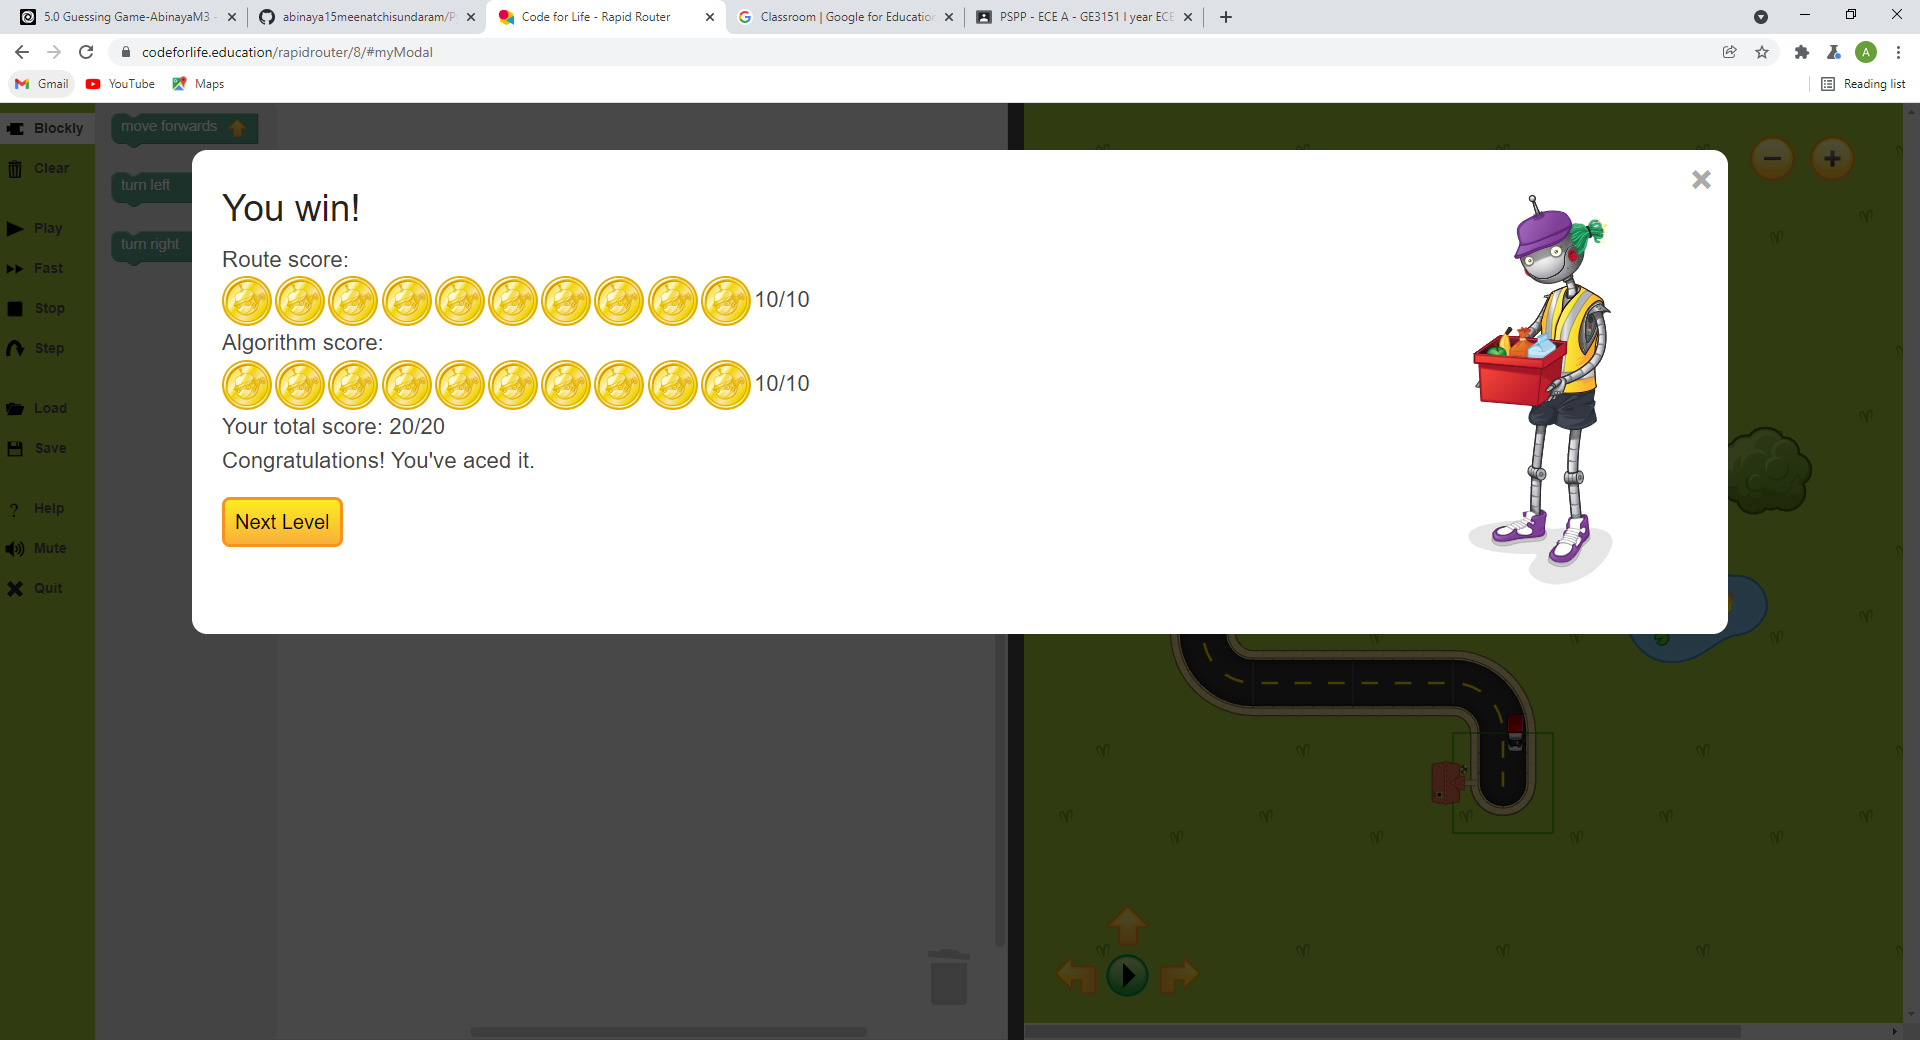 5.0 Guessing Game-AbinayaM3 -
abinaya15meenatchisundaram/P
Code for Life - Rapid Router
Classroom | Google for Education
PSPP - ECE A - GE3151 I year ECE
codeforlife.education/rapidrouter/8/#myModal
A
Gmail
YouTube
Maps
Reading list
Blockly
Clear
Play
Fast
Stop
Step
Load
Save
? Help
Mute
Quit
move forwards
turn left
turn right
You win!
Route score:
10/10
Algorithm score:
10/10
Your total score: 20/20
Congratulations! You've aced it.
Next Level